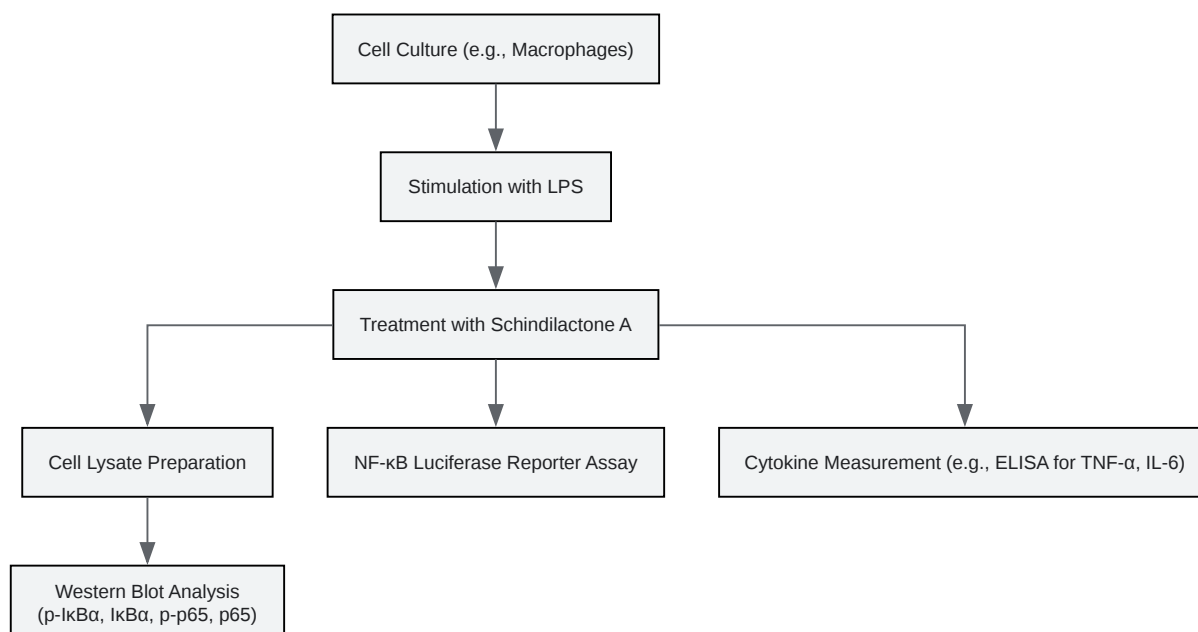 Cell Culture (e.g., Macrophages)
Stimulation with LPS
Treatment with Schindilactone A
Cell Lysate Preparation
NF-κB Luciferase Reporter Assay
Cytokine Measurement (e.g., ELISA for TNF-α, IL-6)
Western Blot Analysis
(p-IκBα, IκBα, p-p65, p65)